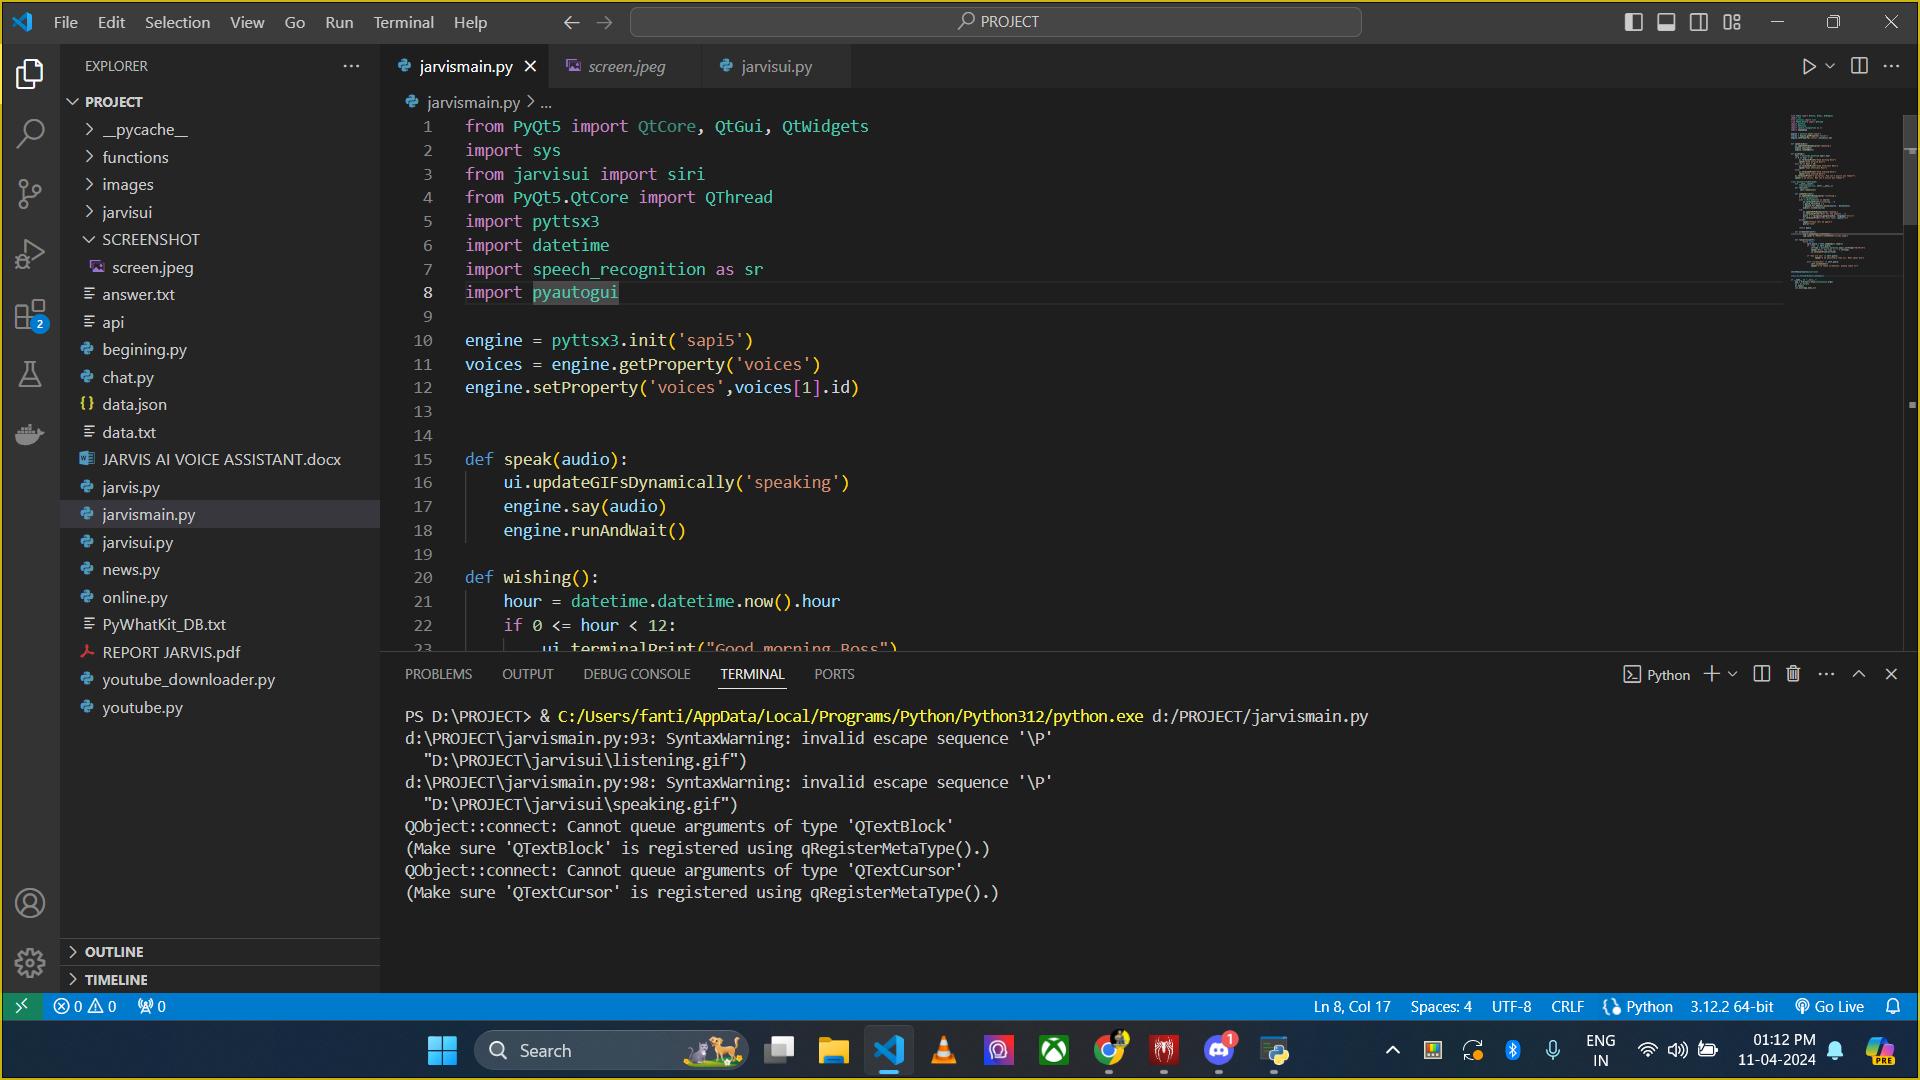 File Edit Selection View Go Run Terminal Help
PROJECT
EXPLORER
PROJECT
__pycache__
functions
images
jarvisui
SCREENSHOT
screen.jpeg
answer.txt
api
begining.py
chat.py
data.json
data.txt
JARVIS AI VOICE ASSISTANT.docx
jarvis.py
jarvismain.py
jarvisui.py
news.py
online.py
PyWhatKit_DB.txt
REPORT JARVIS.pdf
youtube_downloader.py
youtube.py
OUTLINE
TIMELINE
2
jarvismain.py screen.jpeg jarvisui.py
jarvismain.py > ...
1 from PyQt5 import QtCore, QtGui, QtWidgets
2 import sys
3 from jarvisui import siri
4 from PyQt5.QtCore import QThread
5 import pyttsx3
6 import datetime
7 import speech_recognition as sr
8 import pyautogui
9
10 engine = pyttsx3.init('sapi5')
11 voices = engine.getProperty('voices')
12 engine.setProperty('voices',voices[1].id)
13
14
15 def speak(audio):
16 ui.updateGIFsDynamically('speaking')
17 engine.say(audio)
18 engine.runAndWait()
19
20 def wishing():
21 hour = datetime.datetime.now().hour
22 if 0 <= hour < 12:
23 ui.terminalPrint("Good morning Boss")
PROBLEMS OUTPUT DEBUG CONSOLE TERMINAL PORTS
Python
PS D:\PROJECT> & C:/Users/fanti/AppData/Local/Programs/Python/Python312/python.exe d:/PROJECT/jarvismain.py
d:\PROJECT\jarvismain.py:93: SyntaxWarning: invalid escape sequence '\P'
"D:\PROJECT\jarvisui\listening.gif")
d:\PROJECT\jarvismain.py:98: SyntaxWarning: invalid escape sequence '\P'
"D:\PROJECT\jarvisui\speaking.gif")
QObject::connect: Cannot queue arguments of type 'QTextBlock'
(Make sure 'QTextBlock' is registered using qRegisterMetaType().)
QObject::connect: Cannot queue arguments of type 'QTextCursor'
(Make sure 'QTextCursor' is registered using qRegisterMetaType().)
0 0 0 Ln 8, Col 17 Spaces: 4 UTF-8 CRLF Python 3.12.2 64-bit Go Live
Search
1
ENG
IN
01:12 PM
11-04-2024
PRE